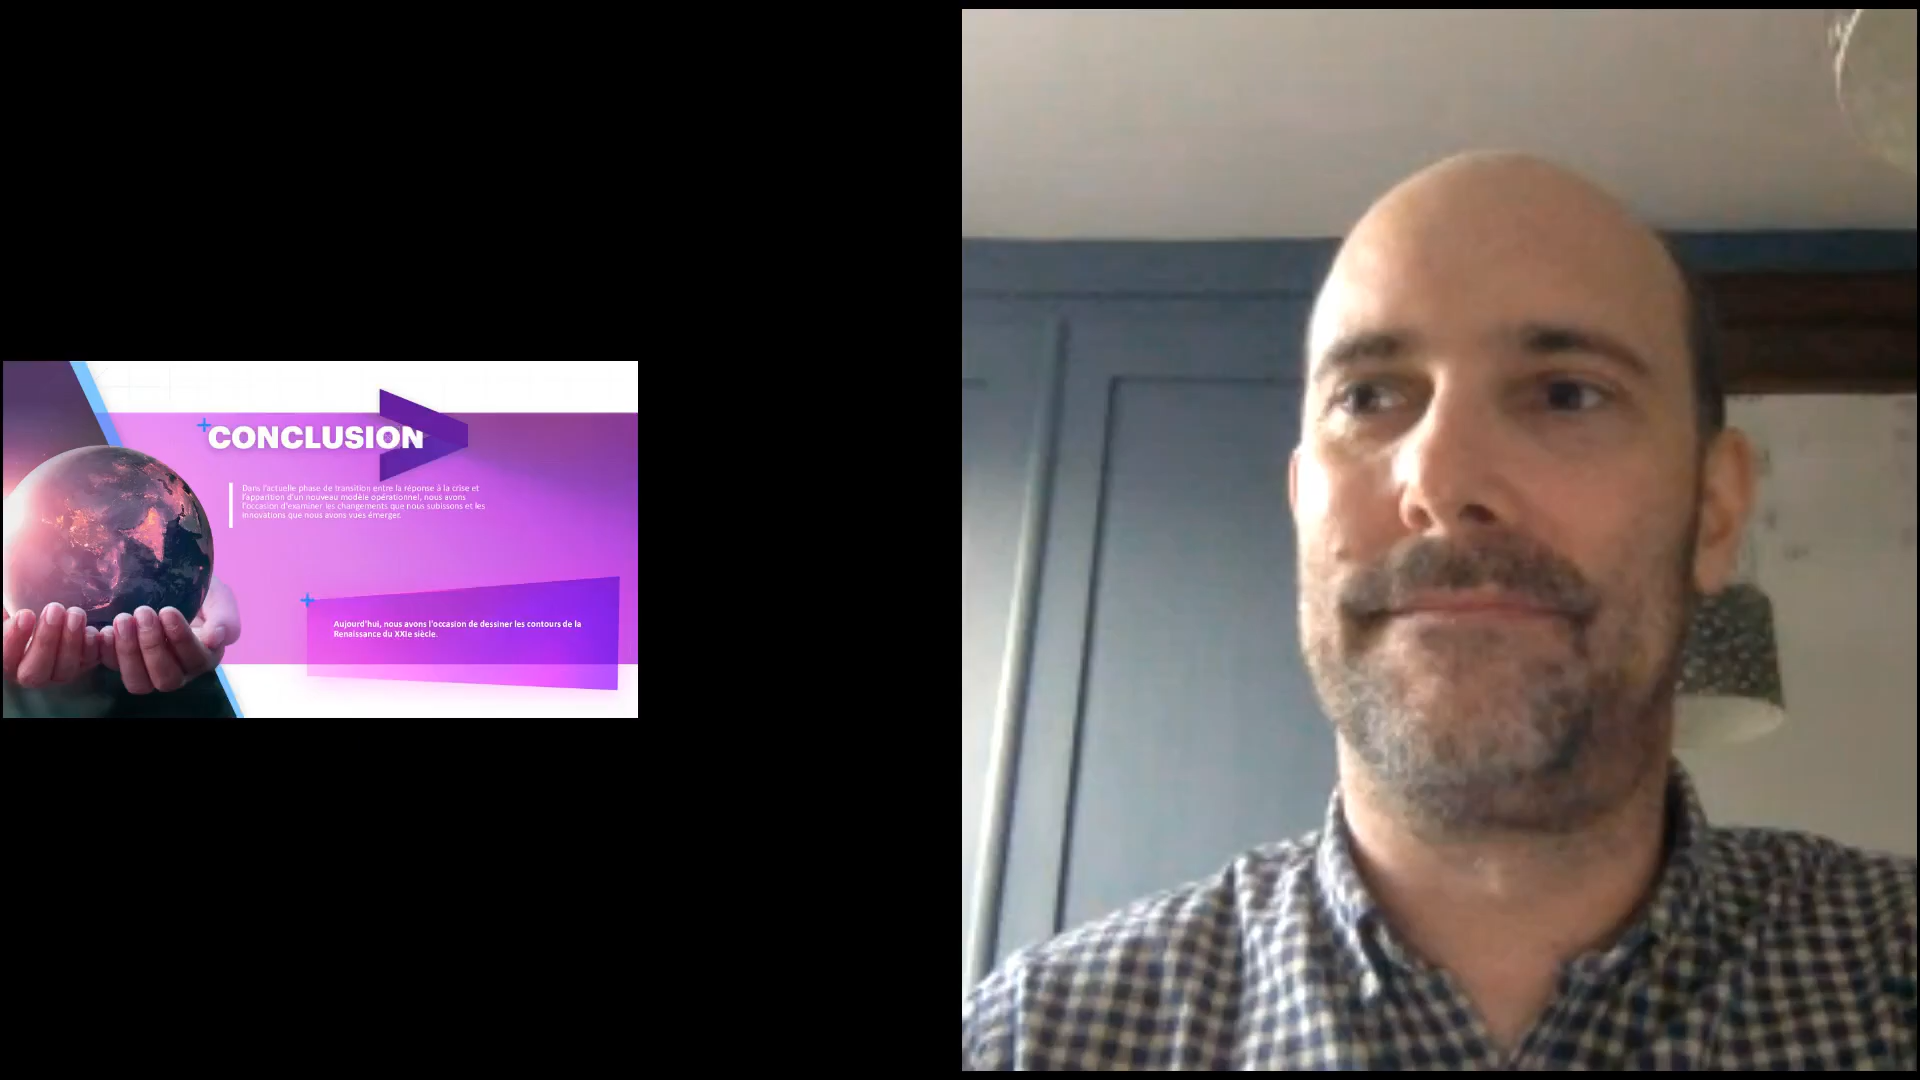 CONCLUSION
Dans l'actuelle phase de transition entre la réponse à la crise et
l'apparition d'un nouveau modèle opérationnel, nous avons
l'occasion d'examiner les changements que nous subissons et les
innovations que nous avons vues émerger.
Aujourd'hui, nous avons l'occasion de dessiner les contours de la
Renaissance du XXIe siècle.